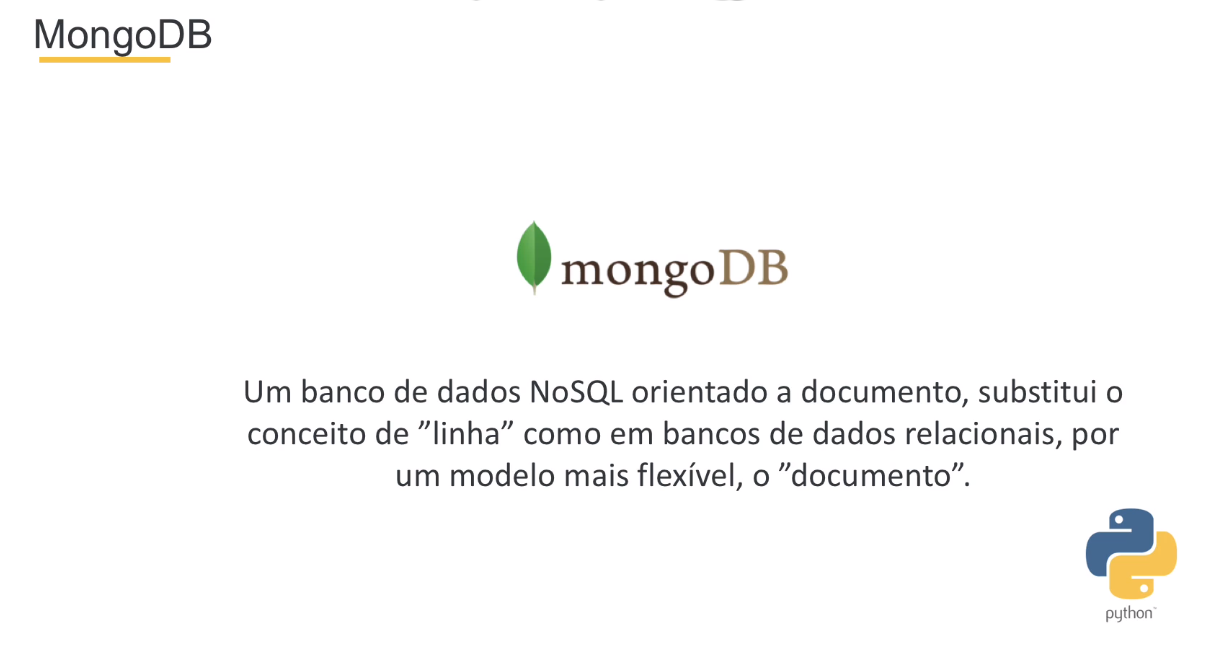 MongoDB
mongoDB
Um banco de dados NoSQL orientado a documento, substitui o
conceito de ”linha” como em bancos de dados relacionais, por
um modelo mais flexível, o ”documento”.
python™